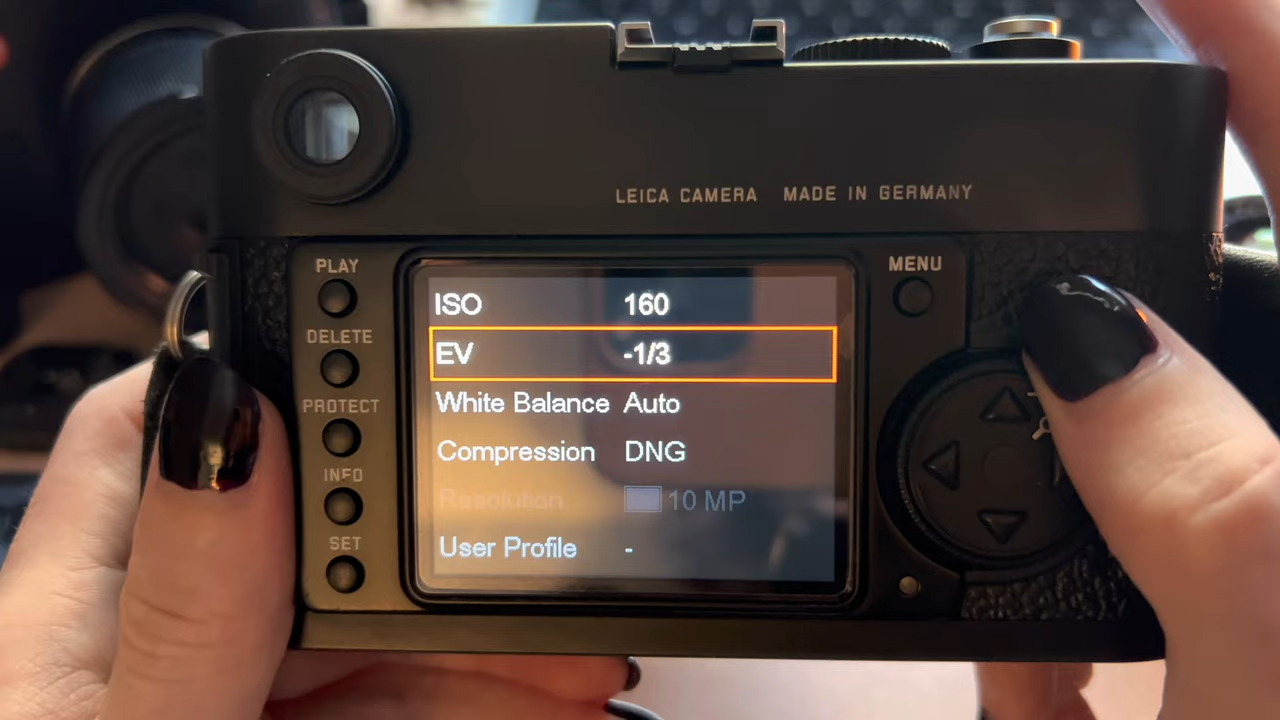 LEICA CAMERA MADE IN GERMANY
PLAY
DELETE
PROTECT
INFO
SET
MENU
ISO 160
EV -1/3
White Balance Auto
Compression DNG
Resolution 10 MP
User Profile -